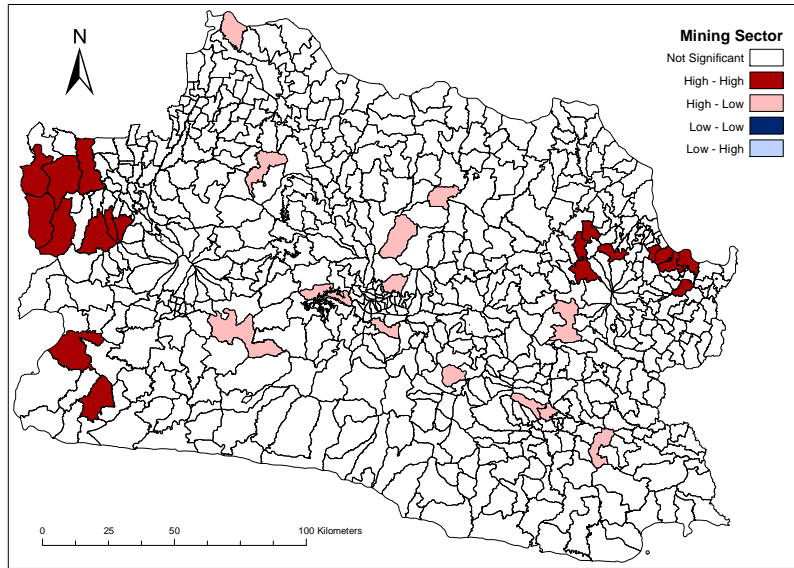 N
Mining Sector
Not Significant
High - High
High - Low
Low - Low
Low - High
0 25 50 100 Kilometers